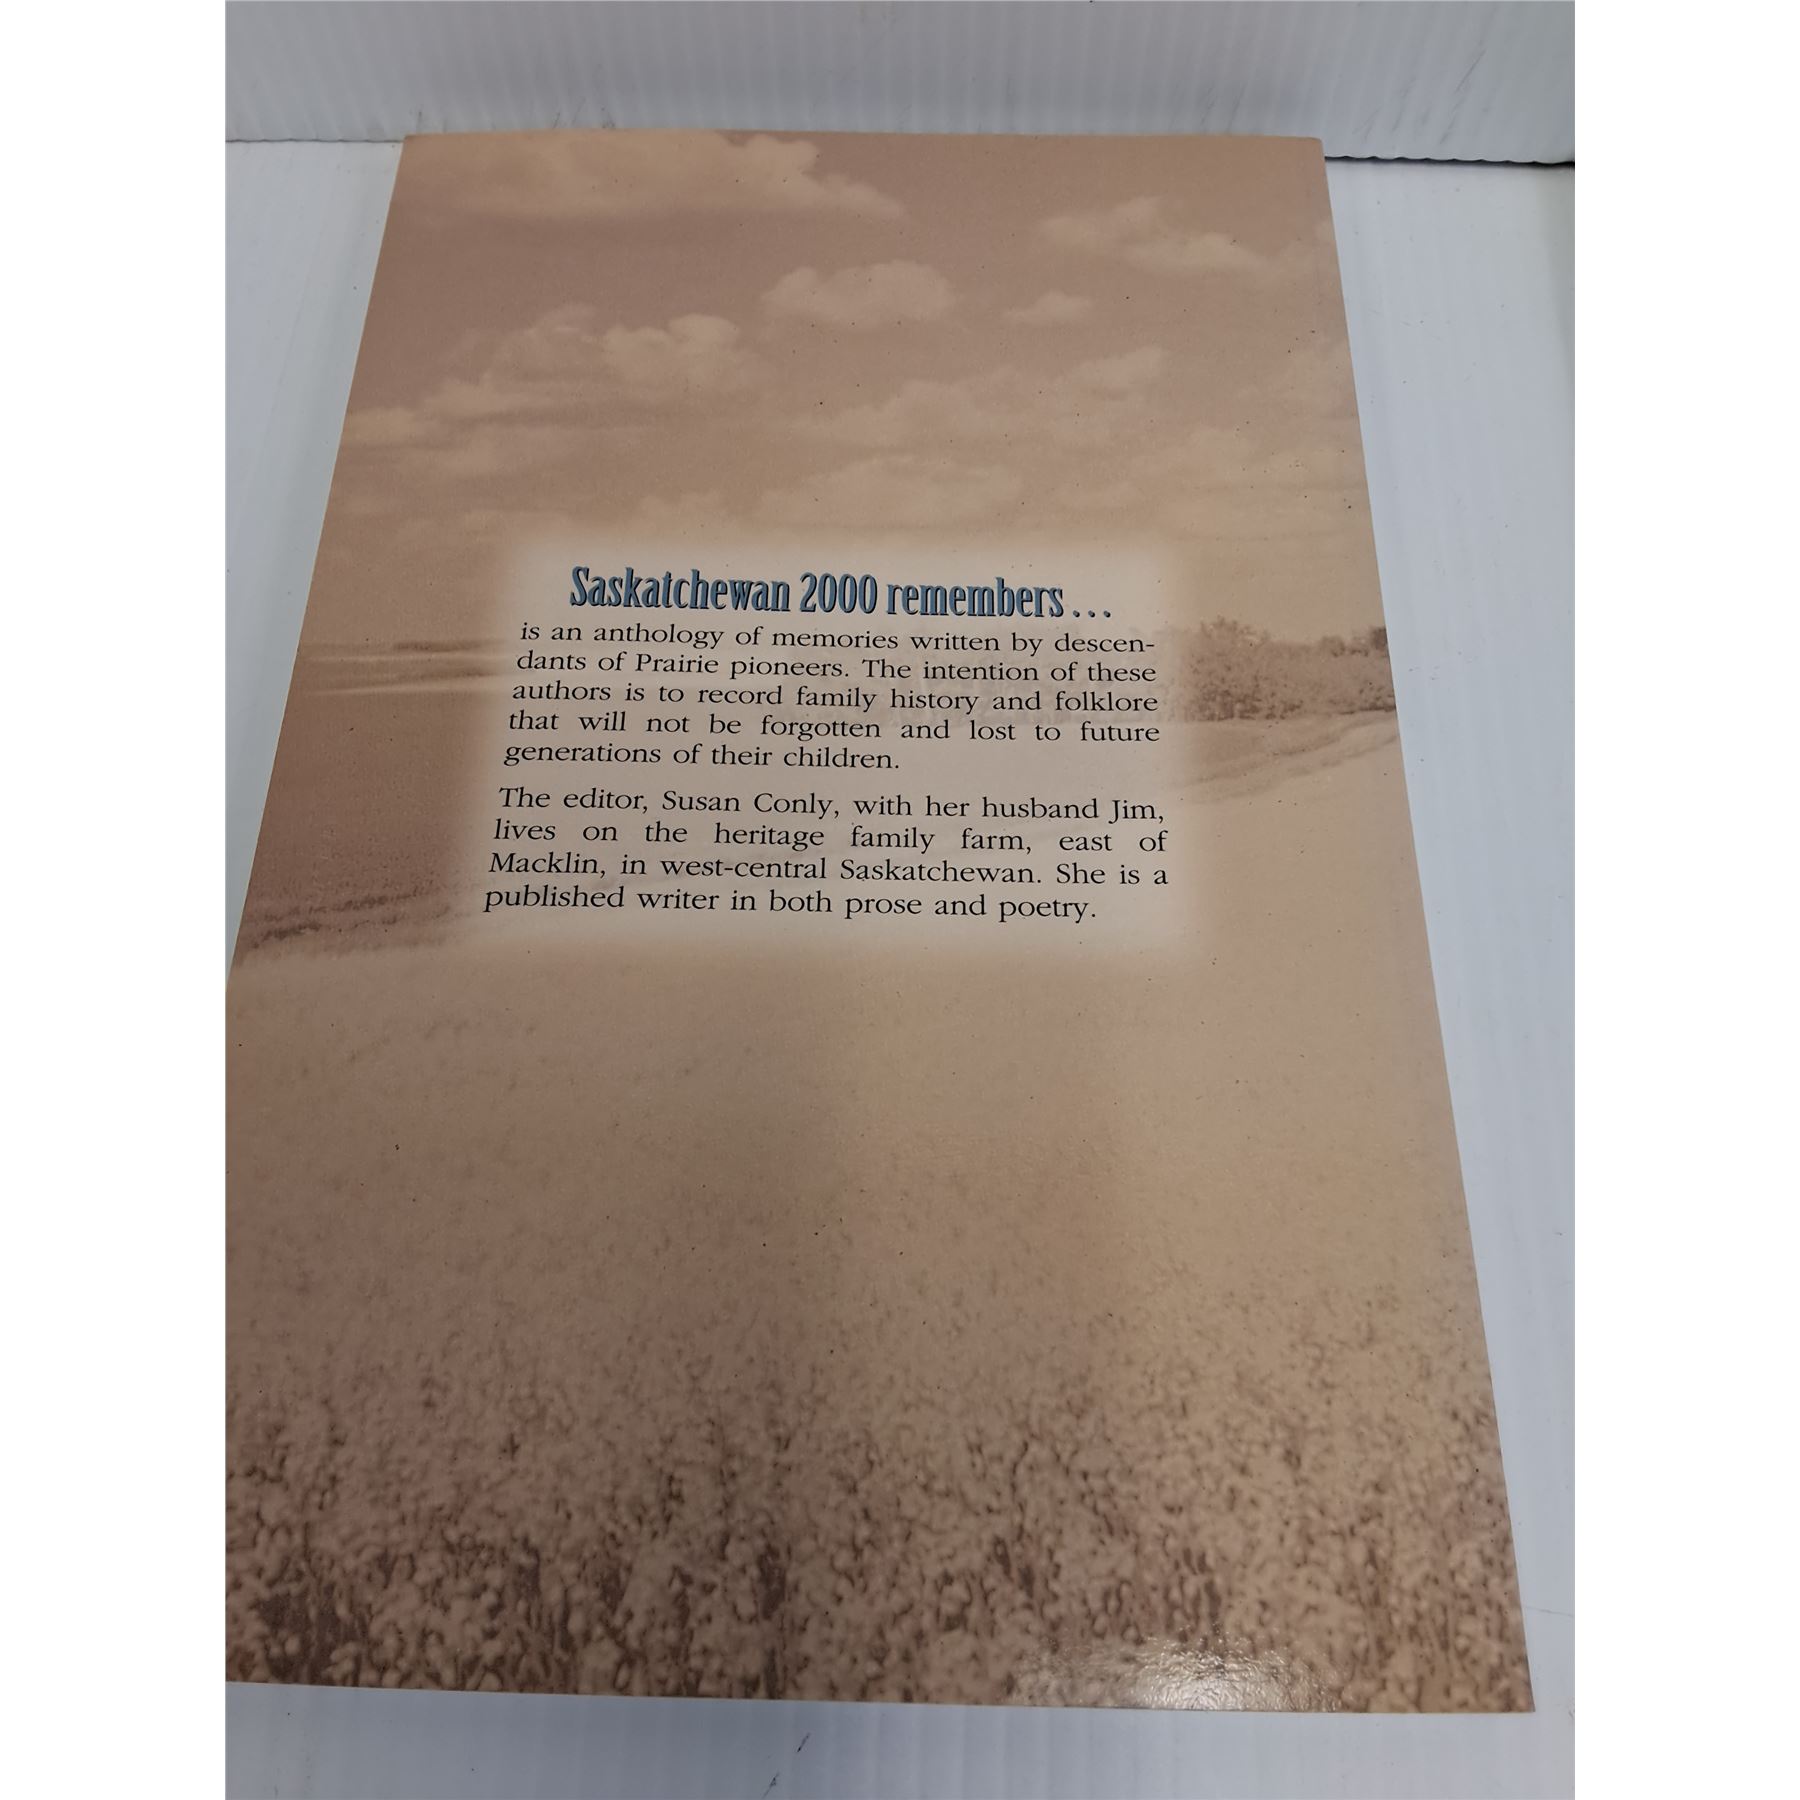 Saskatchewan 2000 remembers...
is an anthology of memories written by descen-
dants of Prairie pioneers. The intention of these
authors is to record family history and folklore
that will not be forgotten and lost to future
generations of their children.
The editor, Susan Conly, with her husband Jim,
lives on the heritage family farm, east of
Macklin, in west-central Saskatchewan. She is a
published writer in both prose and poetry.